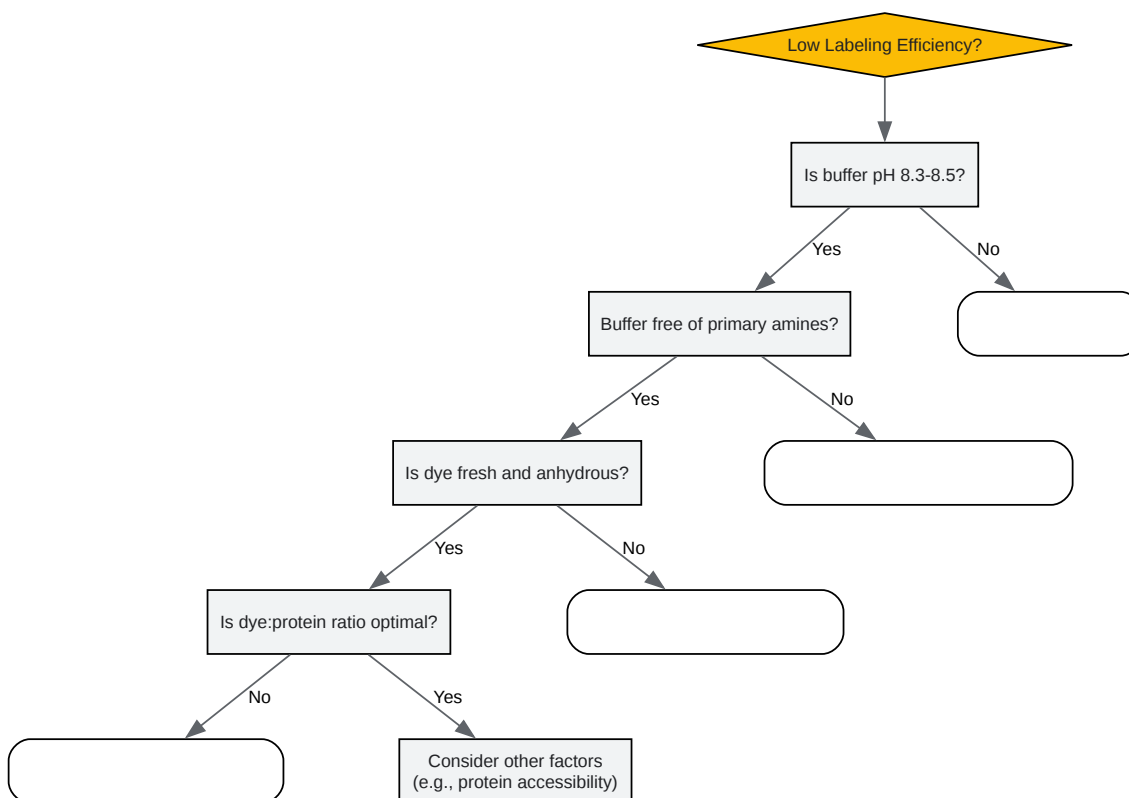 Low Labeling Efficiency?
Is buffer pH 8.3-8.5?
Yes
No
Buffer free of primary amines?
Yes
No
Is dye fresh and anhydrous?
Yes
No
Is dye:protein ratio optimal?
No
Yes
Consider other factors
(e.g., protein accessibility)